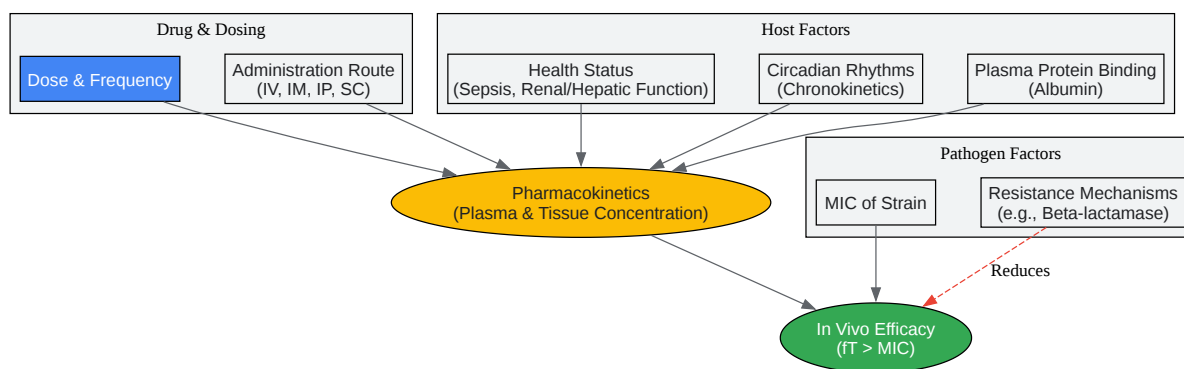 Drug & Dosing
Dose & Frequency
Administration Route
(IV, IM, IP, SC)
Host Factors
Health Status
(Sepsis, Renal/Hepatic Function)
Circadian Rhythms
(Chronokinetics)
Plasma Protein Binding
(Albumin)
Pharmacokinetics
(Plasma & Tissue Concentration)
Pathogen Factors
MIC of Strain
Resistance Mechanisms
(e.g., Beta-lactamase)
Reduces
In Vivo Efficacy
(fT > MIC)